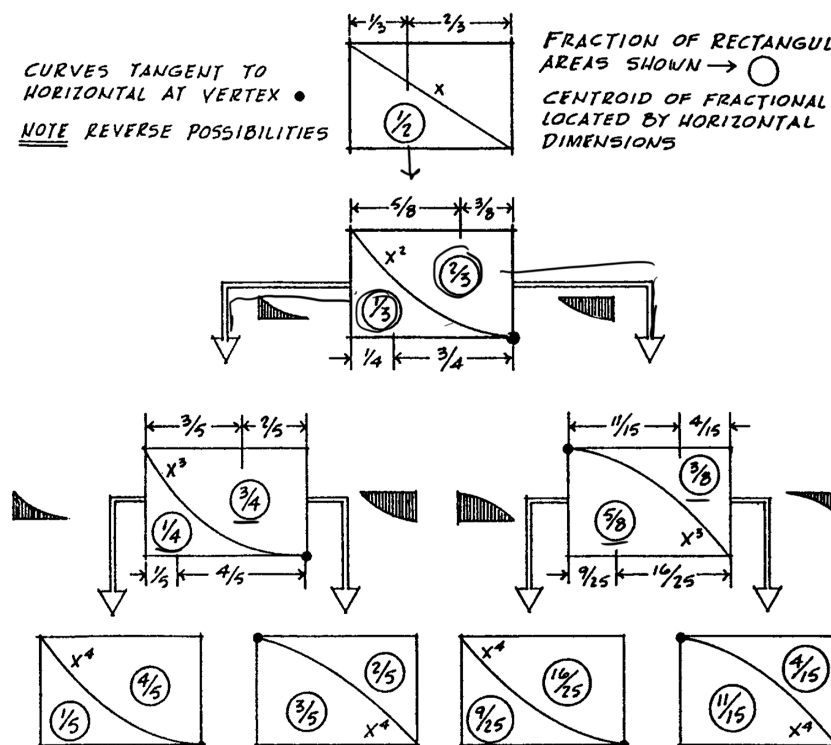 1/3 2/3
CURVES TANGENT TO
HORIZONTAL AT VERTEX ●
NOTE REVERSE POSSIBILITIES
x
1/2
FRACTION OF RECTANGUL
AREAS SHOWN → ○
CENTROID OF FRACTIONAL
LOCATED BY HORIZONTAL
DIMENSIONS
5/8 3/8
x²
2/3
1/3
1/4 3/4
3/5 2/5
x³
3/4
1/4
1/5 4/5
11/15 4/15
3/8
5/8
x³
9/25 16/25
x⁴
4/5
1/5
2/5
3/5
x⁴
x⁴
16/25
9/25
4/15
11/15
x⁴